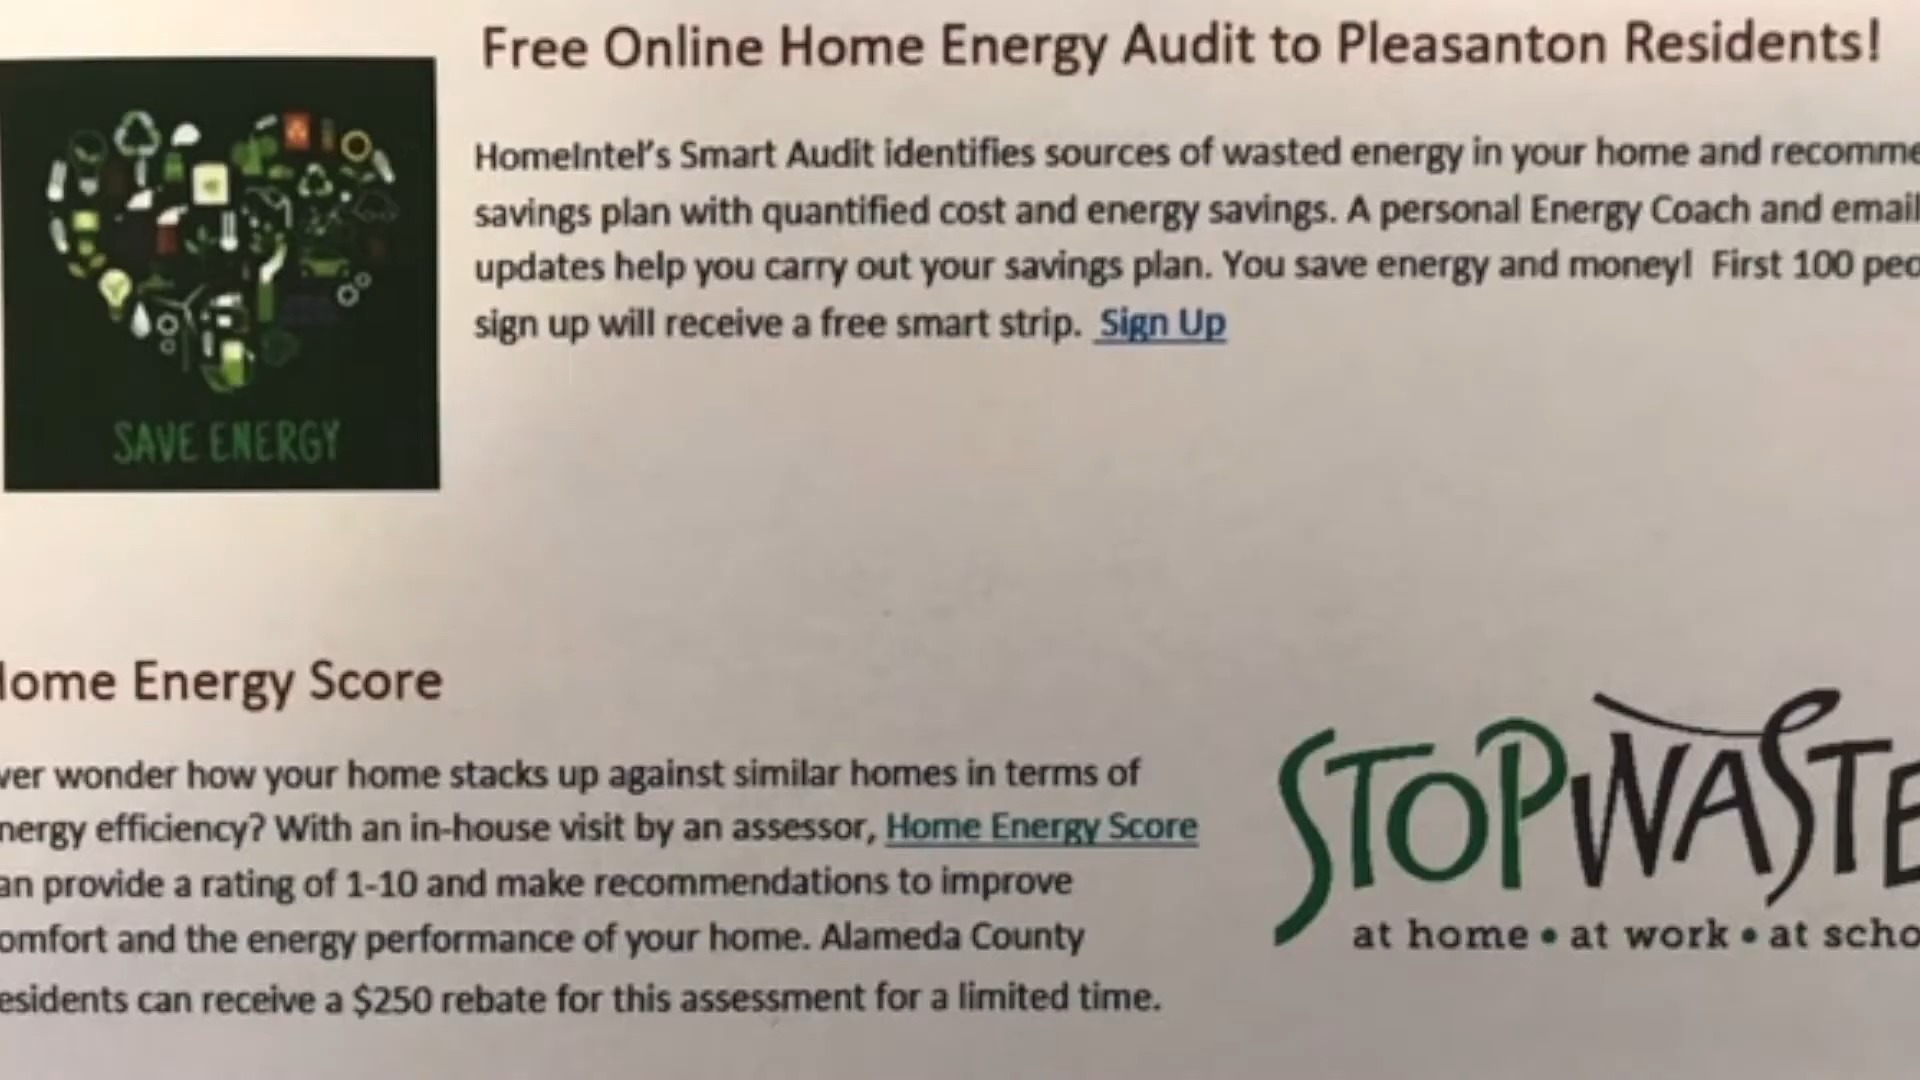 Free Online Home Energy Audit to Pleasanton Residents!
HomeIntel's Smart Audit identifies sources of wasted energy in your home and recomme
savings plan with quantified cost and energy savings. A personal Energy Coach and email
updates help you carry out your savings plan. You save energy and money! First 100 peo
sign up will receive a free smart strip. Sign Up
SAVE ENERGY
ome Energy Score
ver wonder how your home stacks up against similar homes in terms of
nergy efficiency? With an in-house visit by an assessor, Home Energy Score
an provide a rating of 1-10 and make recommendations to improve
omfort and the energy performance of your home. Alameda County
esidents can receive a $250 rebate for this assessment for a limited time.
STOPWASTE
at home • at work • at scho